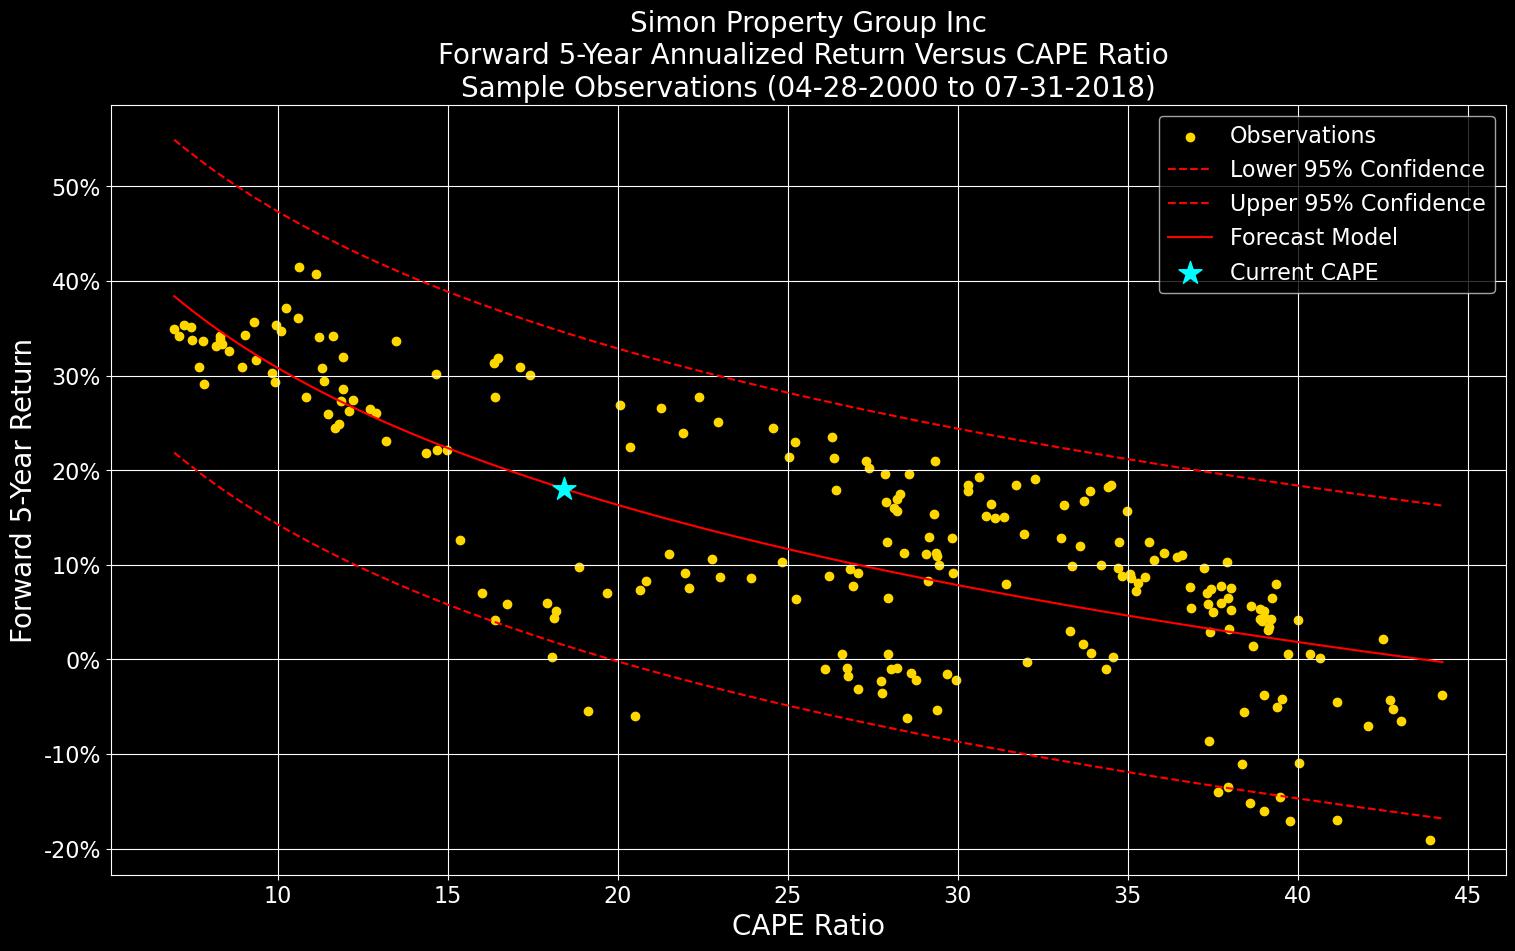 Simon Property Group Inc
Forward 5-Year Annualized Return Versus CAPE Ratio
Sample Observations (04-28-2000 to 07-31-2018)
Observations
Lower 95% Confidence
Upper 95% Confidence
Forecast Model
Current CAPE
Forward 5-Year Return
50%
40%
30%
20%
10%
0%
-10%
-20%
10 15 20 25 30 35 40 45
CAPE Ratio